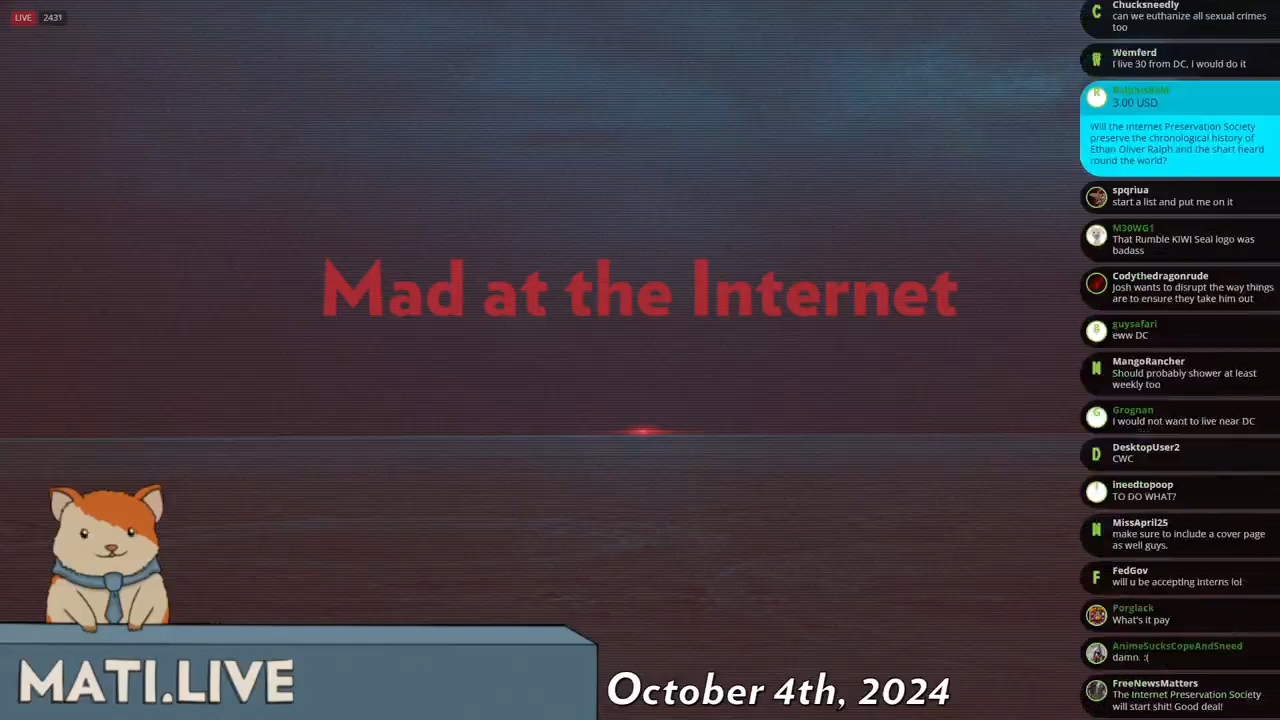 LIVE 2431
Mad at the Internet
MATI.LIVE
October 4th, 2024
Chucksneedly
can we euthanize all sexual crimes
too
Wemferd
I live 30 from DC, I would do it
RalphIsBald
3.00 USD
Will the Internet Preservation Society
preserve the chronological history of
Ethan Oliver Ralph and the shart heard
round the world?
spqriua
start a list and put me on it
M30WG1
That Rumble KIWI Seal logo was
badass
Codythedragonrude
Josh wants to disrupt the way things
are to ensure they take him out
guysafari
eww DC
MangoRancher
Should probably shower at least
weekly too
Grognan
I would not want to live near DC
DesktopUser2
CWC
ineedtopoop
TO DO WHAT?
MissApril25
make sure to include a cover page
as well guys.
FedGov
will u be accepting interns lol
Porglack
What's it pay
AnimeSucksCopeAndSneed
damn. :(
FreeNewsMatters
The Internet Preservation Society
will start shit! Good deal!